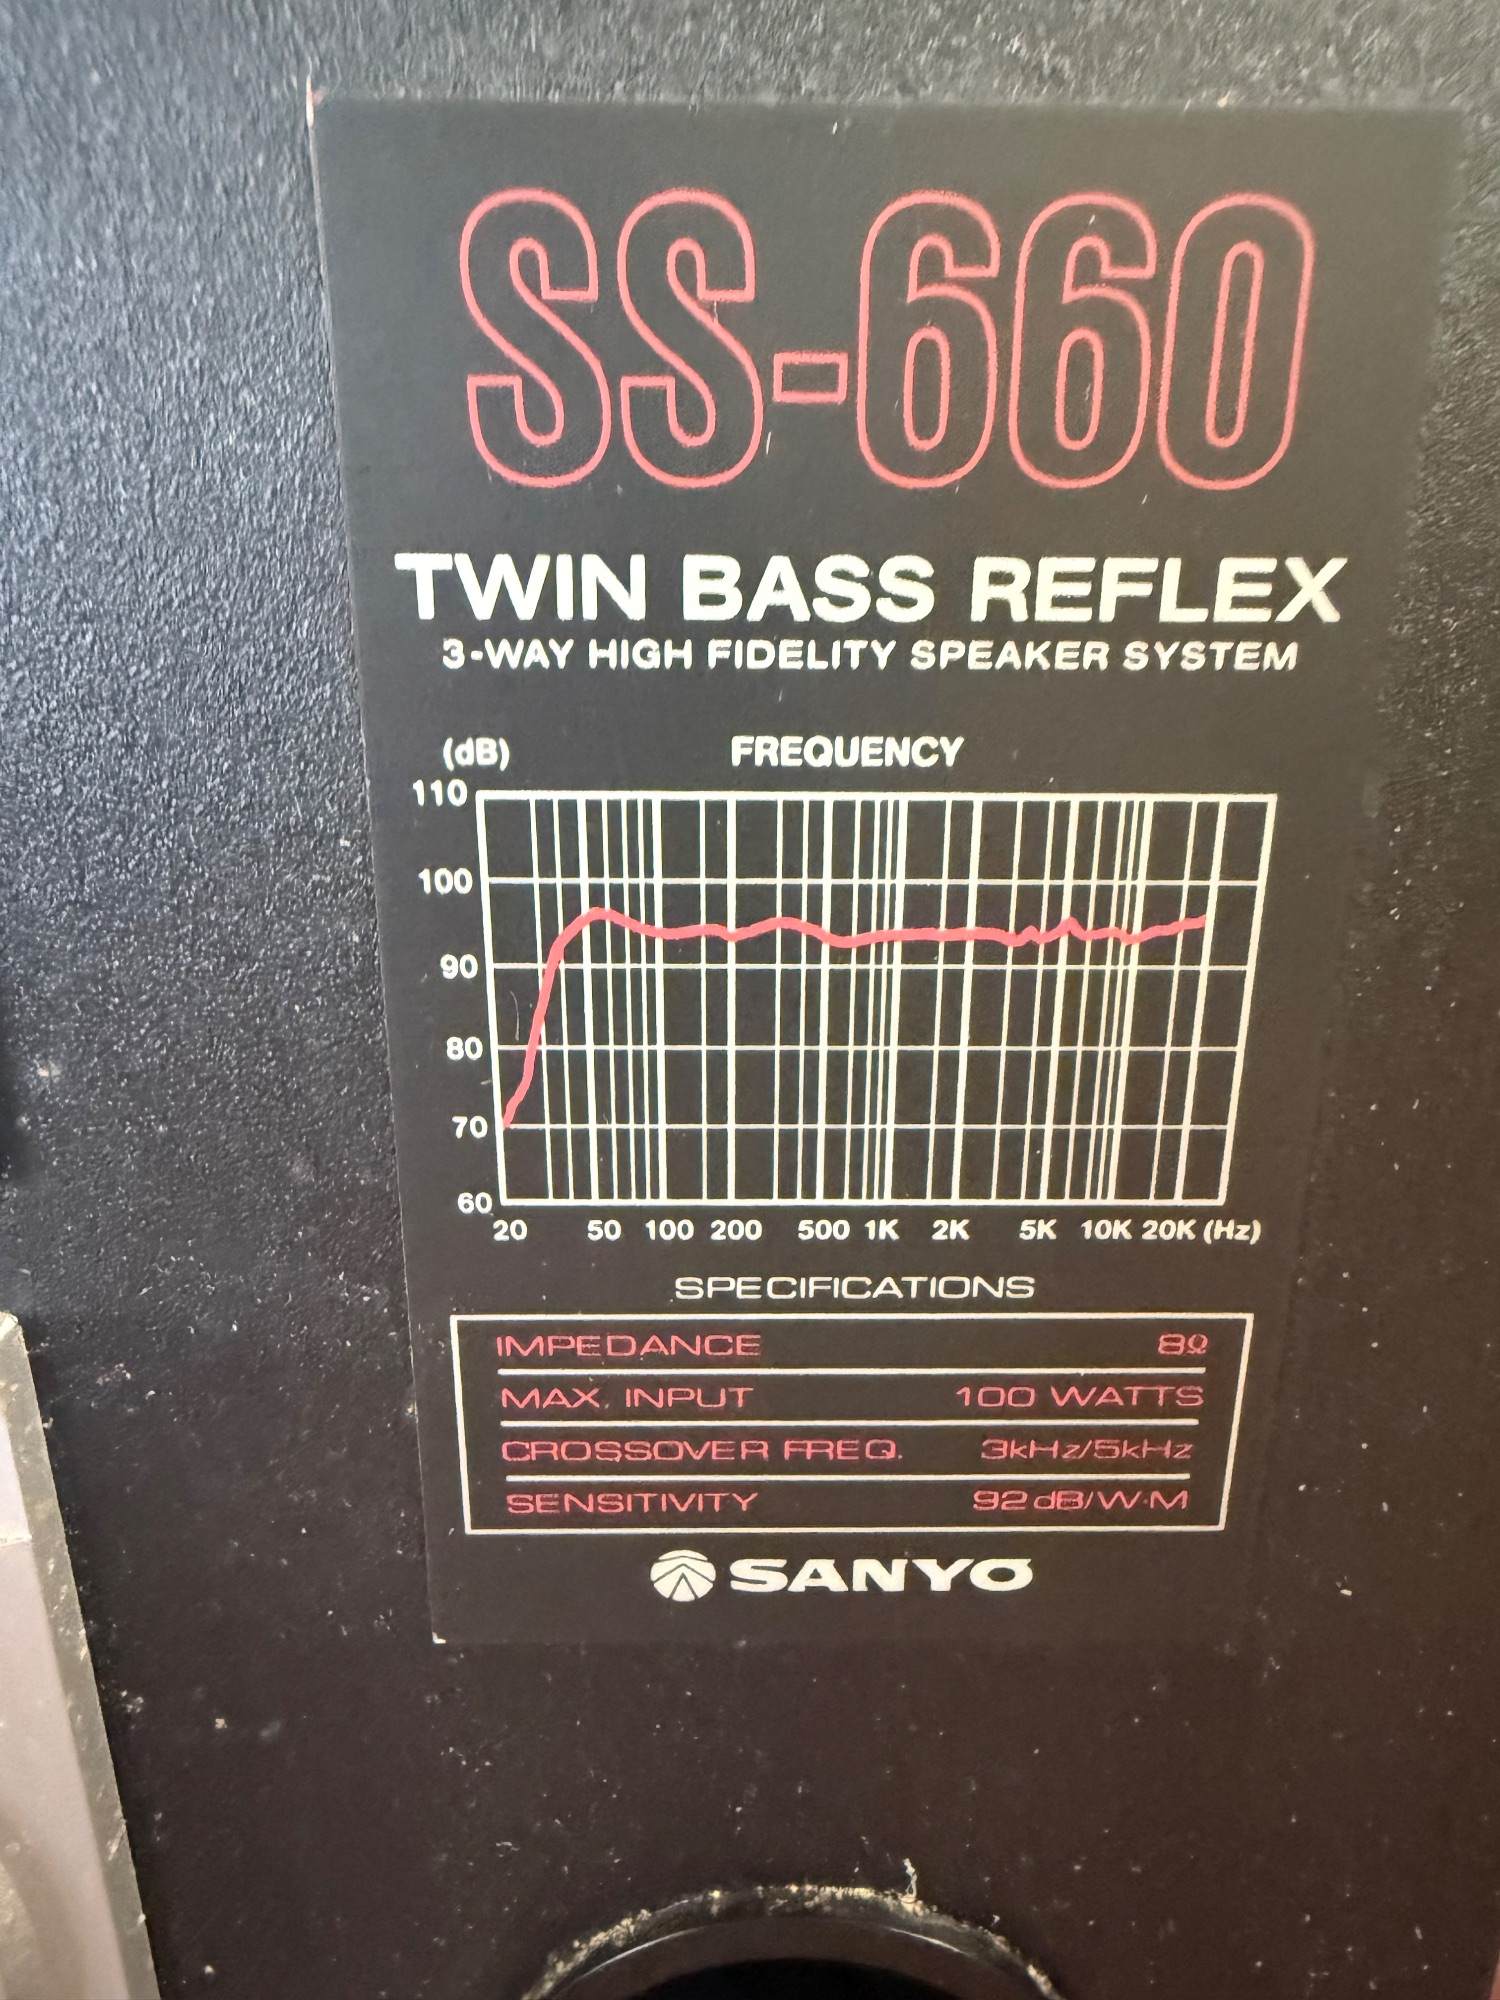 SS-660
TWIN BASS REFLEX
3-WAY HIGH FIDELITY SPEAKER SYSTEM
(dB) FREQUENCY
110
100
90
80
70
60
20 50 100 200 500 1K 2K 5K 10K 20K (Hz)
SPECIFICATIONS
IMPEDANCE 8Ω
MAX. INPUT 100 WATTS
CROSSOVER FREQ. 3kHz/5kHz
SENSITIVITY 92dB/W·M
SANYO